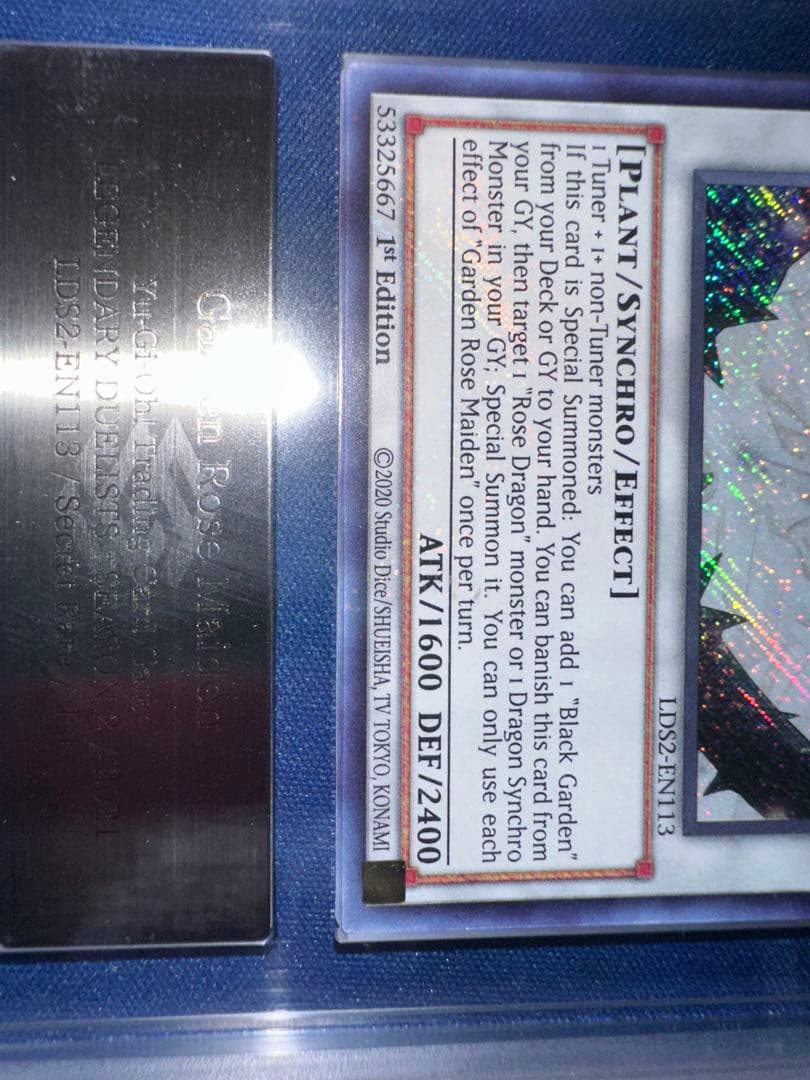 LDS2-EN113
[PLANT/SYNCHRO/EFFECT]
1 Tuner + 1+ non-Tuner monsters
If this card is Special Summoned: You can add 1 "Black Garden"
from your Deck or GY to your hand. You can banish this card from
your GY, then target 1 "Rose Dragon" monster or 1 Dragon Synchro
Monster in your GY; Special Summon it. You can only use each
effect of "Garden Rose Maiden" once per turn.
ATK/1600 DEF/2400
53325667 1st Edition ©2020 Studio Dice/SHUEISHA, TV TOKYO, KONAMI
Rose Maiden
Yu-Gi-Oh! Trading Card Game
LEGENDARY DUELISTS: SEASON 2 /
LDS2-EN113 / Secret Rare /